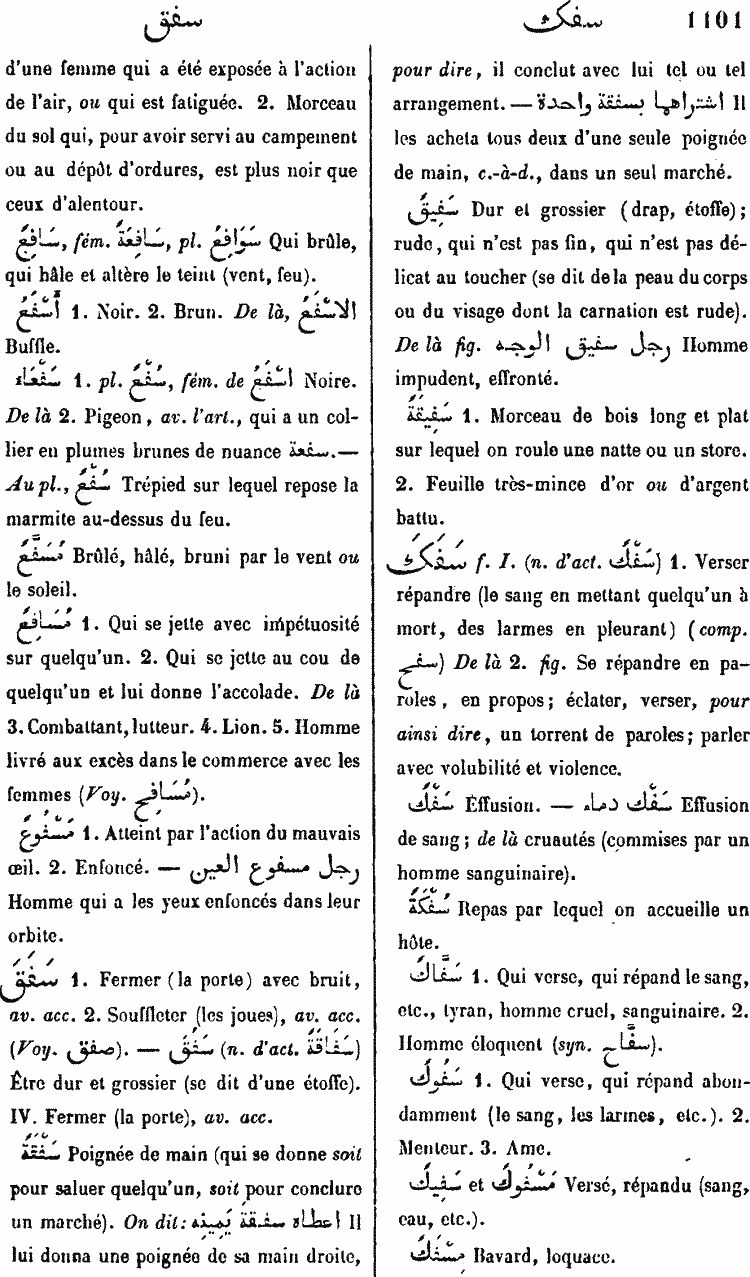 سفق
سفك
1101
d'une femme qui a été exposée à l'action
de l'air, ou qui est fatiguée. 2. Morceau
du sol qui, pour avoir servi au campement
ou au dépôt d'ordures, est plus noir que
ceux d'alentour.
سَافِعٌ, fém. سَافِعَةٌ, pl. سَوَافِعُ Qui brûle,
qui hâle et altère le teint (vent, feu).
أَسْفَعُ 1. Noir. 2. Brun. De là, الاسْفَعُ
Buffle.
سَفْعَاء 1. pl. سُفْعٌ, fém. de اسْفَعُ Noire.
De là 2. Pigeon, av. l'art., qui a un col-
lier en plumes brunes de nuance سفعة.—
Au pl., سُفْعٌ Trépied sur lequel repose la
marmite au-dessus du feu.
مُسَفَّعٌ Brûlé, hâlé, bruni par le vent ou
le soleil.
مُسَافِعٌ 1. Qui se jette avec impétuosité
sur quelqu'un. 2. Qui se jette au cou de
quelqu'un et lui donne l'accolade. De là
3. Combattant, lutteur. 4. Lion. 5. Homme
livré aux excès dans le commerce avec les
femmes (Voy. مُسَافِحٌ).
مَسْفُوعٌ 1. Atteint par l'action du mauvais
œil. 2. Enfoncé. — رجل مسفوع العين
Homme qui a les yeux enfoncés dans leur
orbite.
سَفَقَ 1. Fermer (la porte) avec bruit,
av. acc. 2. Souffleter (les joues), av. acc.
(Voy. صفق). — سَفُقَ (n. d'act. سَفَاقَةٌ)
Être dur et grossier (se dit d'une étoffe).
IV. Fermer (la porte), av. acc.
سَفْقَةٌ Poignée de main (qui se donne soit
pour saluer quelqu'un, soit pour conclure
un marché). On dit: اعطاه سفقة يَمِينِه Il
lui donna une poignée de sa main droite,
pour dire, il conclut avec lui tel ou tel
arrangement. — اشتراهما بسفقة واحدة Il
les acheta tous deux d'une seule poignée
de main, c.-à-d., dans un seul marché.
سَفِيقٌ Dur et grossier (drap, étoffe);
rude, qui n'est pas fin, qui n'est pas dé-
licat au toucher (se dit de la peau du corps
ou du visage dont la carnation est rude).
De là fig. رجل سفيق الوجه Homme
impudent, effronté.
سَفِيقَةٌ 1. Morceau de bois long et plat
sur lequel on roule une natte ou un store.
2. Feuille très-mince d'or ou d'argent
battu.
سَفَكَ f. I. (n. d'act. سَفْكٌ) 1. Verser
répandre (le sang en mettant quelqu'un à
mort, des larmes en pleurant) (comp.
سفح) De là 2. fig. Se répandre en pa-
roles, en propos; éclater, verser, pour
ainsi dire, un torrent de paroles; parler
avec volubilité et violence.
سَفْكٌ Effusion. — سَفْك دماء Effusion
de sang; de là cruautés (commises par un
homme sanguinaire).
سُفْكَةٌ Repas par lequel on accueille un
hôte.
سَفَّاكٌ 1. Qui verse, qui répand le sang,
etc., tyran, homme cruel, sanguinaire. 2.
Homme éloquent (syn. سفَّاح).
سَفُوكٌ 1. Qui verse, qui répand abon-
damment (le sang, les larmes, etc.). 2.
Menteur. 3. Ame.
سَفِيكٌ et مَسْفُوكٌ Versé, répandu (sang,
eau, etc.).
مِسْفَكٌ Bavard, loquace.